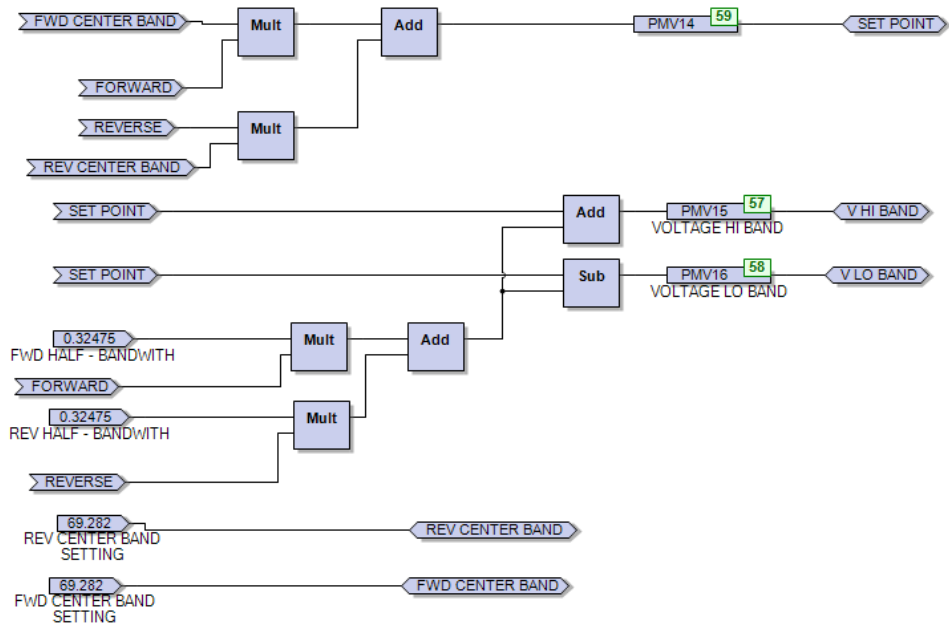 FWD CENTER BAND
Mult
Add
PMV14
59
SET POINT
FORWARD
REVERSE
Mult
REV CENTER BAND
SET POINT
Add
PMV15
57
V HI BAND
VOLTAGE HI BAND
SET POINT
Sub
PMV16
58
V LO BAND
VOLTAGE LO BAND
0.32475
Mult
Add
FWD HALF - BANDWITH
FORWARD
0.32475
Mult
REV HALF - BANDWITH
REVERSE
69.282
REV CENTER BAND
REV CENTER BAND
SETTING
69.282
FWD CENTER BAND
FWD CENTER BAND
SETTING